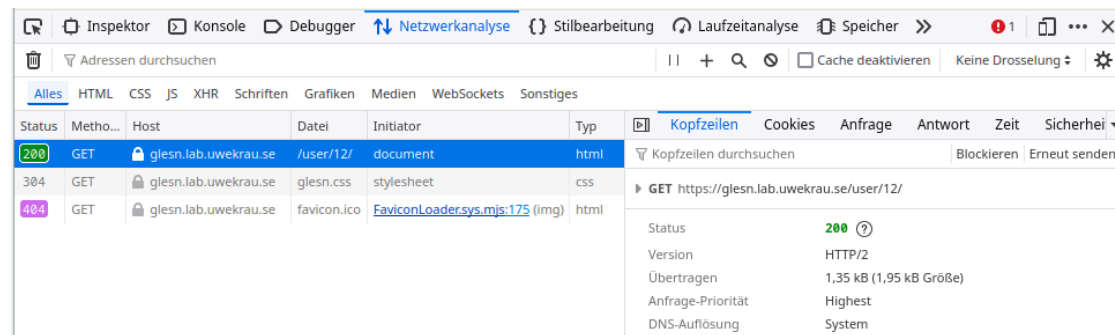 Inspektor Konsole Debugger Netzwerkanalyse {} Stilbearbeitung Laufzeitanalyse Speicher 1
Adressen durchsuchen Cache deaktivieren Keine Drosselung
Alles HTML CSS JS XHR Schriften Grafiken Medien WebSockets Sonstiges
Status Metho... Host Datei Initiator Typ Kopfzeilen Cookies Anfrage Antwort Zeit Sicherhei
200 GET glesn.lab.uwekrau.se /user/12/ document html
304 GET glesn.lab.uwekrau.se glesn.css stylesheet css
404 GET glesn.lab.uwekrau.se favicon.ico FaviconLoader.sys.mjs:175 (img) html
Kopfzeilen durchsuchen Blockieren Erneut senden
GET https://glesn.lab.uwekrau.se/user/12/
Status 200 ?
Version HTTP/2
Übertragen 1,35 kB (1,95 kB Größe)
Anfrage-Priorität Highest
DNS-Auflösung System